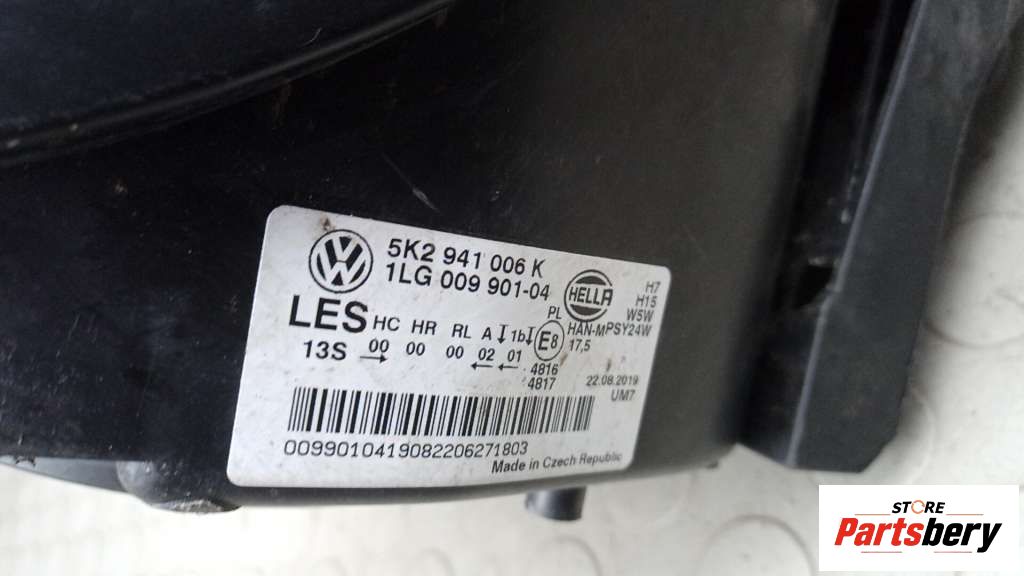 5K2 941 006 K
1LG 009 901-04
HELLA
H7
H15
W5W
PSY24W
LES HC HR RL A 1b PL E8 HAN-M
17,5
13S 00 00 00 02 01
4816
4817
22.08.2019
UM7
0099010419082206271803
Made in Czech Republic
STORE
Partsbery